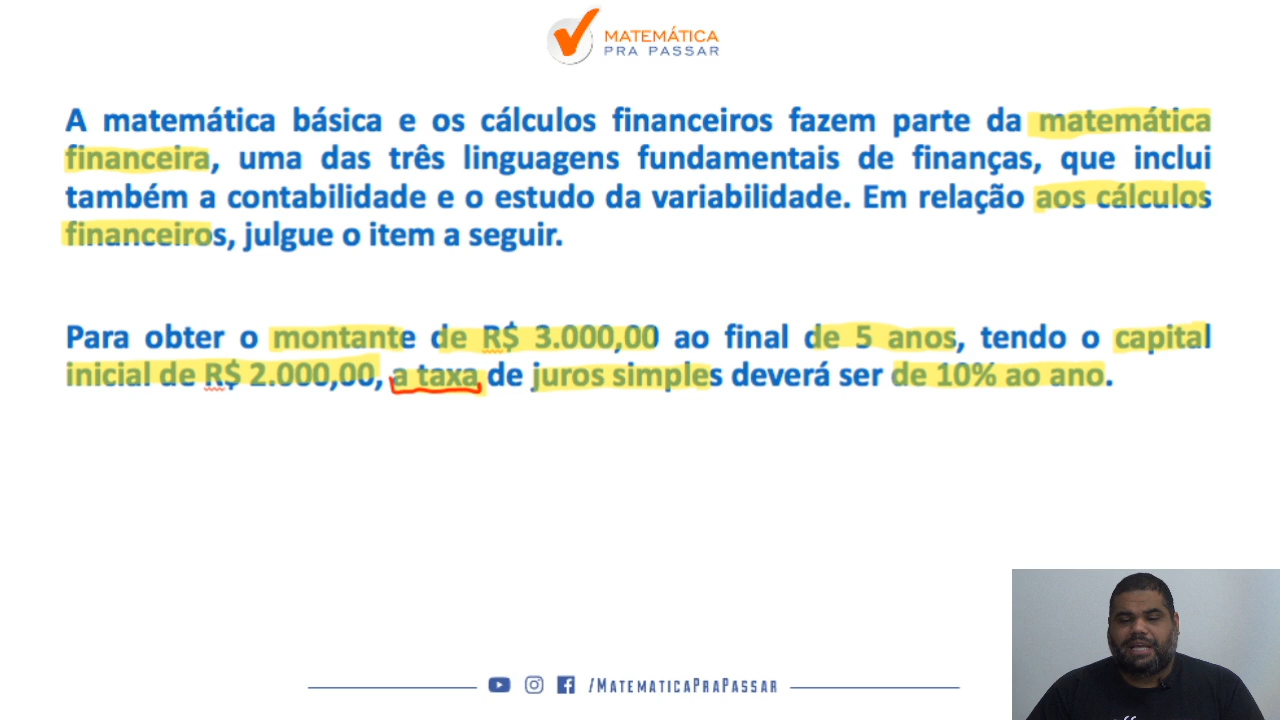 MATEMÁTICA
PRA PASSAR
A matemática básica e os cálculos financeiros fazem parte da matemática
financeira, uma das três linguagens fundamentais de finanças, que inclui
também a contabilidade e o estudo da variabilidade. Em relação aos cálculos
financeiros, julgue o item a seguir.
Para obter o montante de R$ 3.000,00 ao final de 5 anos, tendo o capital
inicial de R$ 2.000,00, a taxa de juros simples deverá ser de 10% ao ano.
/MATEMATICAPRAPASSAR